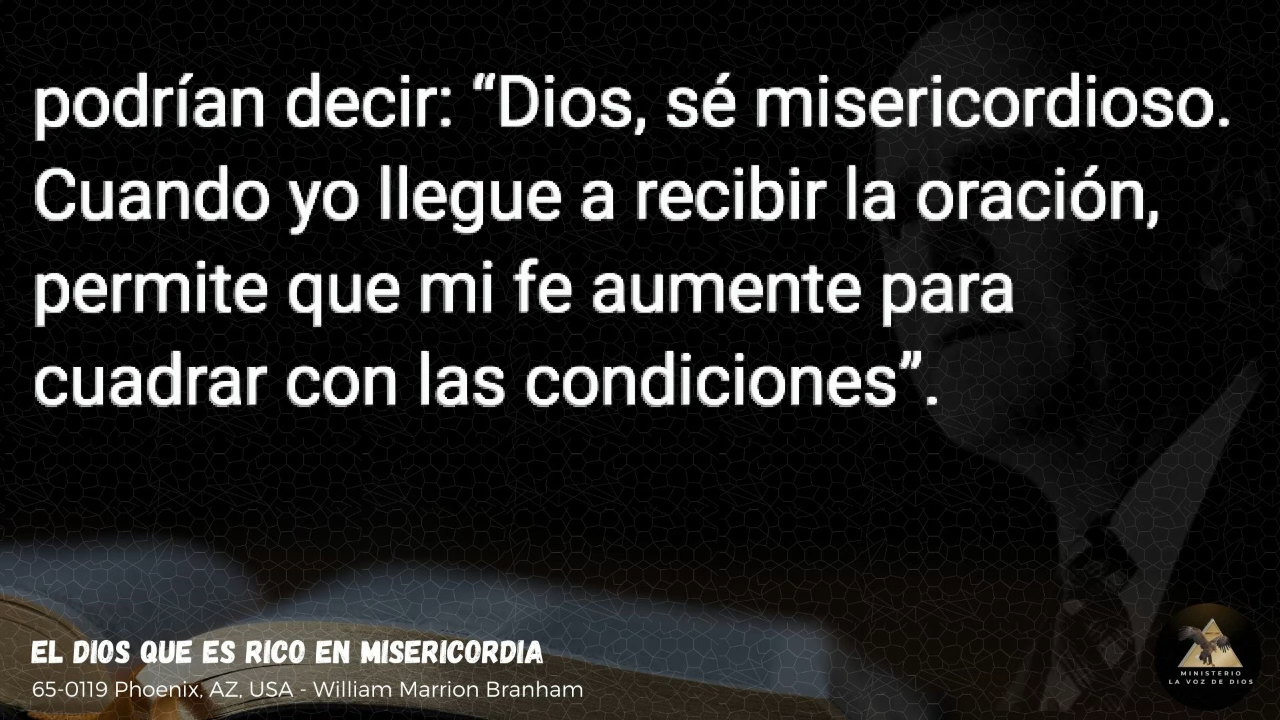 podrían decir: “Dios, sé misericordioso.
Cuando yo llegue a recibir la oración,
permite que mi fe aumente para
cuadrar con las condiciones”.
EL DIOS QUE ES RICO EN MISERICORDIA
65-0119 Phoenix, AZ, USA - William Marrion Branham
MINISTERIO
LA VOZ DE DIOS